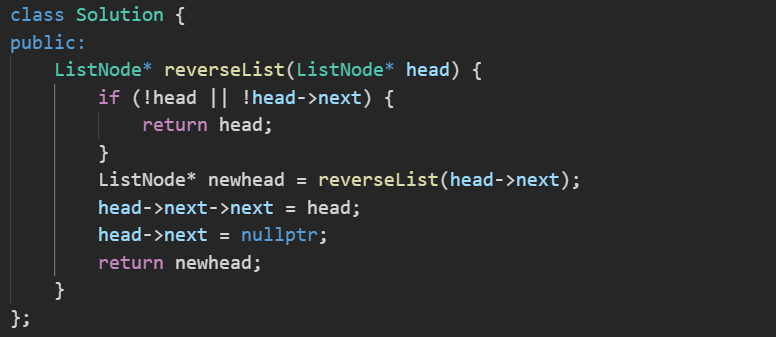 class Solution {
public:
    ListNode* reverseList(ListNode* head) {
        if (!head || !head->next) {
            return head;
        }
        ListNode* newhead = reverseList(head->next);
        head->next->next = head;
        head->next = nullptr;
        return newhead;
    }
};